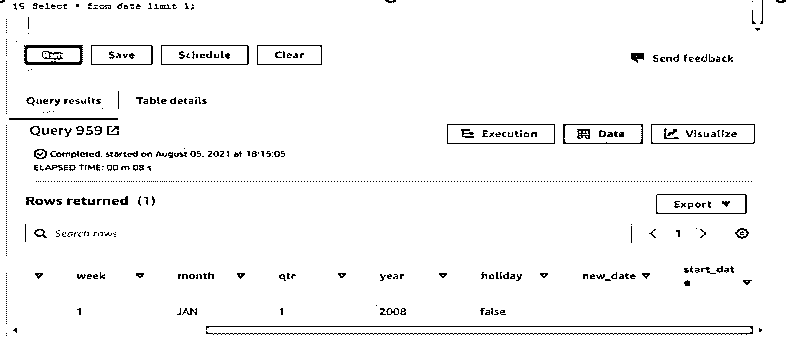 15 Select * from date limit 1;
Run Save Schedule Clear Send feedback
Query results Table details
Query 959 Execution Data Visualize
Completed, started on August 05, 2021 at 18:15:05
ELAPSED TIME: 00 m 08 s
Rows returned (1) Export
Search rows 1
week month qtr year holiday new_date start_dat
e
1 JAN 1 2008 false